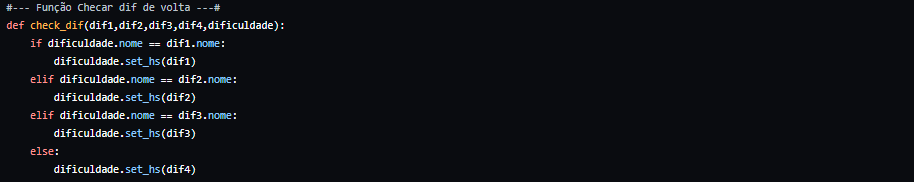 #--- Função Checar dif de volta ---#
def check_dif(dif1,dif2,dif3,dif4,dificuldade):
    if dificuldade.nome == dif1.nome:
        dificuldade.set_hs(dif1)
    elif dificuldade.nome == dif2.nome:
        dificuldade.set_hs(dif2)
    elif dificuldade.nome == dif3.nome:
        dificuldade.set_hs(dif3)
    else:
        dificuldade.set_hs(dif4)